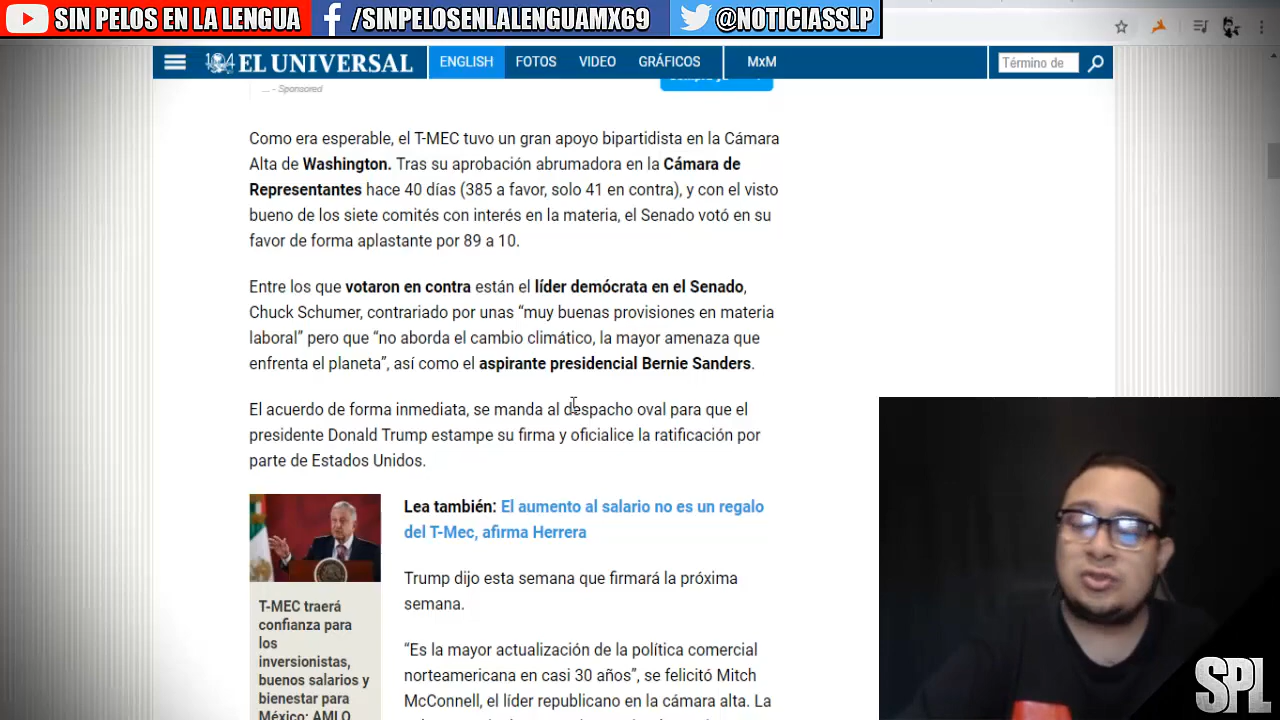 SIN PELOS EN LA LENGUA
/SINPELOSENLALENGUAMX69
@NOTICIASSLP
104 EL UNIVERSAL
ENGLISH
FOTOS
VIDEO
GRÁFICOS
MxM
Término de
... - Sponsored
Como era esperable, el T-MEC tuvo un gran apoyo bipartidista en la Cámara
Alta de Washington. Tras su aprobación abrumadora en la Cámara de
Representantes hace 40 días (385 a favor, solo 41 en contra), y con el visto
bueno de los siete comités con interés en la materia, el Senado votó en su
favor de forma aplastante por 89 a 10.
Entre los que votaron en contra están el líder demócrata en el Senado,
Chuck Schumer, contrariado por unas “muy buenas provisiones en materia
laboral” pero que “no aborda el cambio climático, la mayor amenaza que
enfrenta el planeta”, así como el aspirante presidencial Bernie Sanders.
El acuerdo de forma inmediata, se manda al despacho oval para que el
presidente Donald Trump estampe su firma y oficialice la ratificación por
parte de Estados Unidos.
Lea también: El aumento al salario no es un regalo
del T-Mec, afirma Herrera
T-MEC traerá
confianza para
los
inversionistas,
buenos salarios y
bienestar para
México: AMLO
Trump dijo esta semana que firmará la próxima
semana.
“Es la mayor actualización de la política comercial
norteamericana en casi 30 años”, se felicitó Mitch
McConnell, el líder republicano en la cámara alta. La
SPL